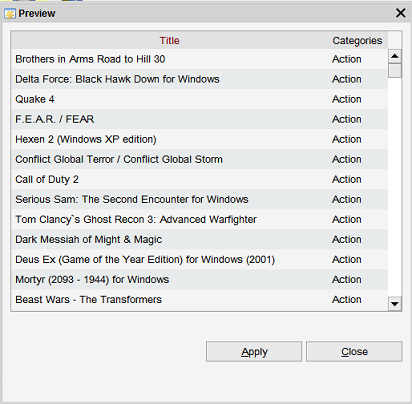 Preview
Title Categories
Brothers in Arms Road to Hill 30 Action
Delta Force: Black Hawk Down for Windows Action
Quake 4 Action
F.E.A.R. / FEAR Action
Hexen 2 (Windows XP edition) Action
Conflict Global Terror / Conflict Global Storm Action
Call of Duty 2 Action
Serious Sam: The Second Encounter for Windows Action
Tom Clancy`s Ghost Recon 3: Advanced Warfighter Action
Dark Messiah of Might & Magic Action
Deus Ex (Game of the Year Edition) for Windows (2001) Action
Mortyr (2093 - 1944) for Windows Action
Beast Wars - The Transformers Action
Apply Close